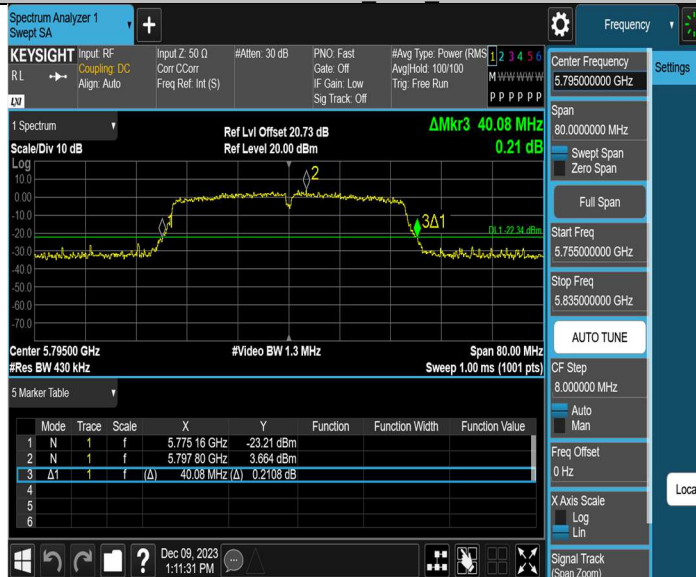 Spectrum Analyzer 1
Swept SA
Frequency
KEYSIGHT
RL
LXI
Input: RF
Coupling: DC
Align: Auto
Input Z: 50 Ω
Corr CCorr
Freq Ref: Int (S)
#Atten: 30 dB
PNO: Fast
Gate: Off
IF Gain: Low
Sig Track: Off
#Avg Type: Power (RMS
Avg|Hold: 100/100
Trig: Free Run
1 2 3 4 5 6
M W W W W W
P P P P P P
1 Spectrum
Scale/Div 10 dB
Ref Lvl Offset 20.73 dB
Ref Level 20.00 dBm
ΔMkr3 40.08 MHz
0.21 dB
Log
10.0
0.00
-10.0
-20.0
-30.0
-40.0
-50.0
-60.0
-70.0
1
2
3Δ1
DL1 -22.34 dBm
Center 5.79500 GHz
#Res BW 430 kHz
#Video BW 1.3 MHz
Span 80.00 MHz
Sweep 1.00 ms (1001 pts)
5 Marker Table
Mode Trace Scale X Y Function Function Width Function Value
1 N 1 f 5.775 16 GHz -23.21 dBm
2 N 1 f 5.797 80 GHz 3.664 dBm
3 Δ1 1 f (Δ) 40.08 MHz (Δ) 0.2108 dB
4
5
6
Dec 09, 2023
1:11:31 PM
Center Frequency
5.795000000 GHz
Span
80.0000000 MHz
Swept Span
Zero Span
Full Span
Start Freq
5.755000000 GHz
Stop Freq
5.835000000 GHz
AUTO TUNE
CF Step
8.000000 MHz
Auto
Man
Freq Offset
0 Hz
X Axis Scale
Log
Lin
Signal Track
(Span Zoom)
Settings
Loca